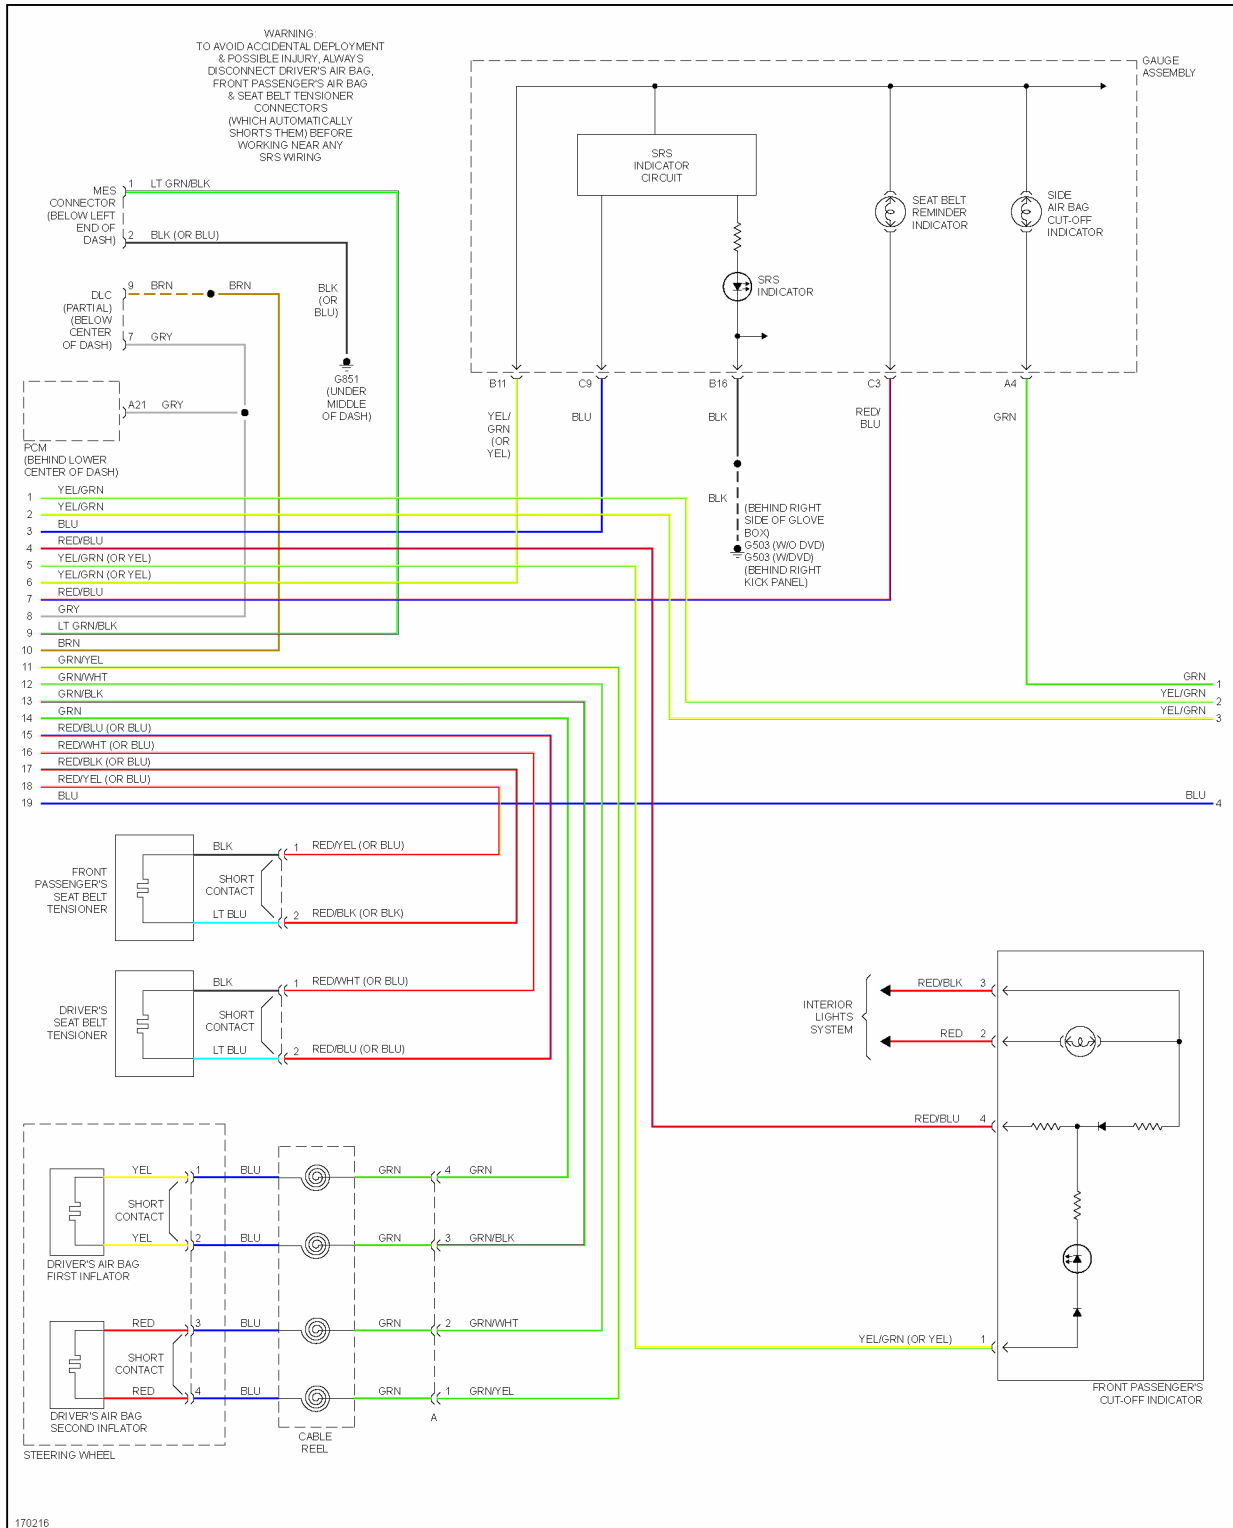 WARNING:
TO AVOID ACCIDENTAL DEPLOYMENT
& POSSIBLE INJURY, ALWAYS
DISCONNECT DRIVER'S AIR BAG,
FRONT PASSENGER'S AIR BAG
& SEAT BELT TENSIONER
CONNECTORS
(WHICH AUTOMATICALLY
SHORTS THEM) BEFORE
WORKING NEAR ANY
SRS WIRING
GAUGE
ASSEMBLY
SRS
INDICATOR
CIRCUIT
SEAT BELT
REMINDER
INDICATOR
SIDE
AIR BAG
CUT-OFF
INDICATOR
SRS
INDICATOR
MES
CONNECTOR
(BELOW LEFT
END OF
DASH)
1 LT GRN/BLK
2 BLK (OR BLU)
BLK
(OR
BLU)
DLC
(PARTIAL)
(BELOW
CENTER
OF DASH)
9 BRN BRN
7 GRY
G851
(UNDER
MIDDLE
OF DASH)
A21 GRY
PCM
(BEHIND LOWER
CENTER OF DASH)
B11 C9 B16 C3 A4
YEL/
GRN
(OR
YEL)
BLU
BLK
RED/
BLU
GRN
BLK
(BEHIND RIGHT
SIDE OF GLOVE
BOX)
G503 (W/O DVD)
G503 (W/DVD)
(BEHIND RIGHT
KICK PANEL)
1 YEL/GRN
2 YEL/GRN
3 BLU
4 RED/BLU
5 YEL/GRN (OR YEL)
6 YEL/GRN (OR YEL)
7 RED/BLU
8 GRY
9 LT GRN/BLK
10 BRN
11 GRN/YEL
12 GRN/WHT
13 GRN/BLK
14 GRN
15 RED/BLU (OR BLU)
16 RED/WHT (OR BLU)
17 RED/BLK (OR BLU)
18 RED/YEL (OR BLU)
19 BLU
GRN 1
YEL/GRN 2
YEL/GRN 3
BLU 4
FRONT
PASSENGER'S
SEAT BELT
TENSIONER
BLK 1 RED/YEL (OR BLU)
SHORT
CONTACT
LT BLU 2 RED/BLK (OR BLK)
DRIVER'S
SEAT BELT
TENSIONER
BLK 1 RED/WHT (OR BLU)
SHORT
CONTACT
LT BLU 2 RED/BLU (OR BLU)
INTERIOR
LIGHTS
SYSTEM
RED/BLK 3
RED 2
RED/BLU 4
YEL/GRN (OR YEL) 1
FRONT PASSENGER'S
CUT-OFF INDICATOR
YEL 1 BLU GRN 4 GRN
SHORT
CONTACT
YEL 2 BLU GRN 3 GRN/BLK
DRIVER'S AIR BAG
FIRST INFLATOR
RED 3 BLU GRN 2 GRN/WHT
SHORT
CONTACT
RED 4 BLU GRN 1 GRN/YEL
DRIVER'S AIR BAG
SECOND INFLATOR
A
CABLE
REEL
STEERING WHEEL
170216